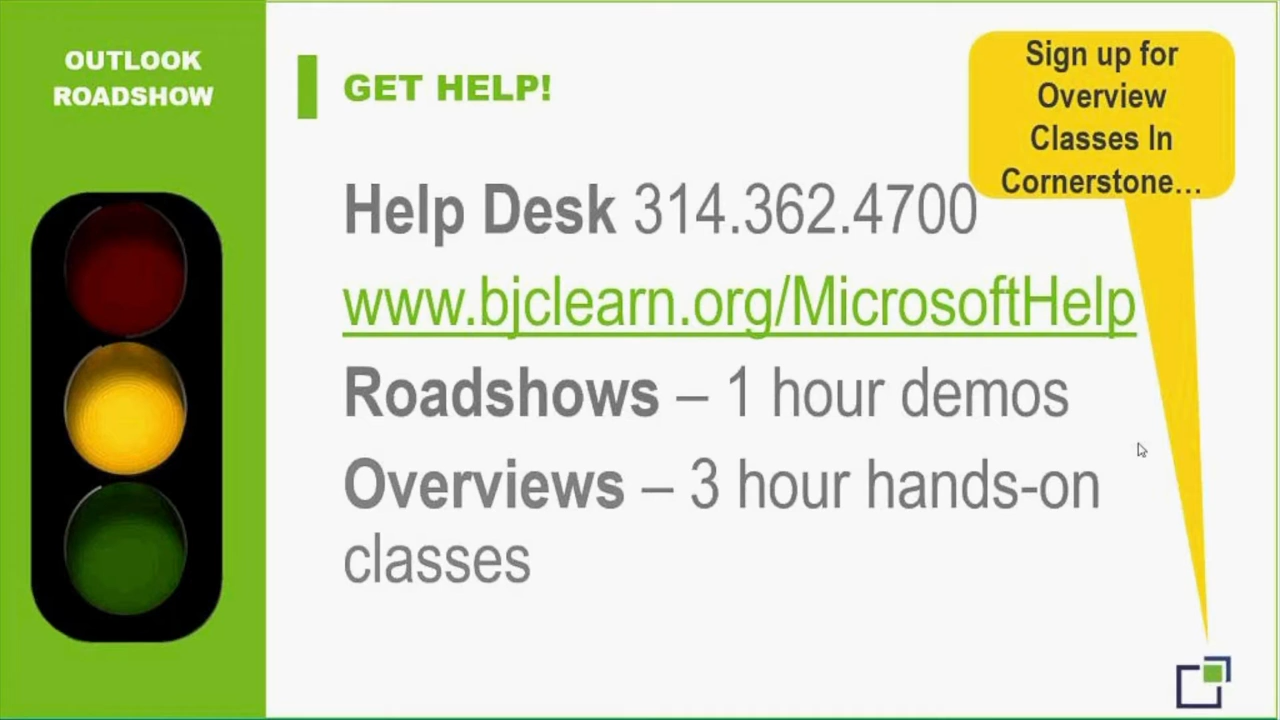 OUTLOOK
ROADSHOW
GET HELP!
Sign up for
Overview
Classes In
Cornerstone...
Help Desk 314.362.4700
www.bjclearn.org/MicrosoftHelp
Roadshows – 1 hour demos
Overviews – 3 hour hands-on
classes